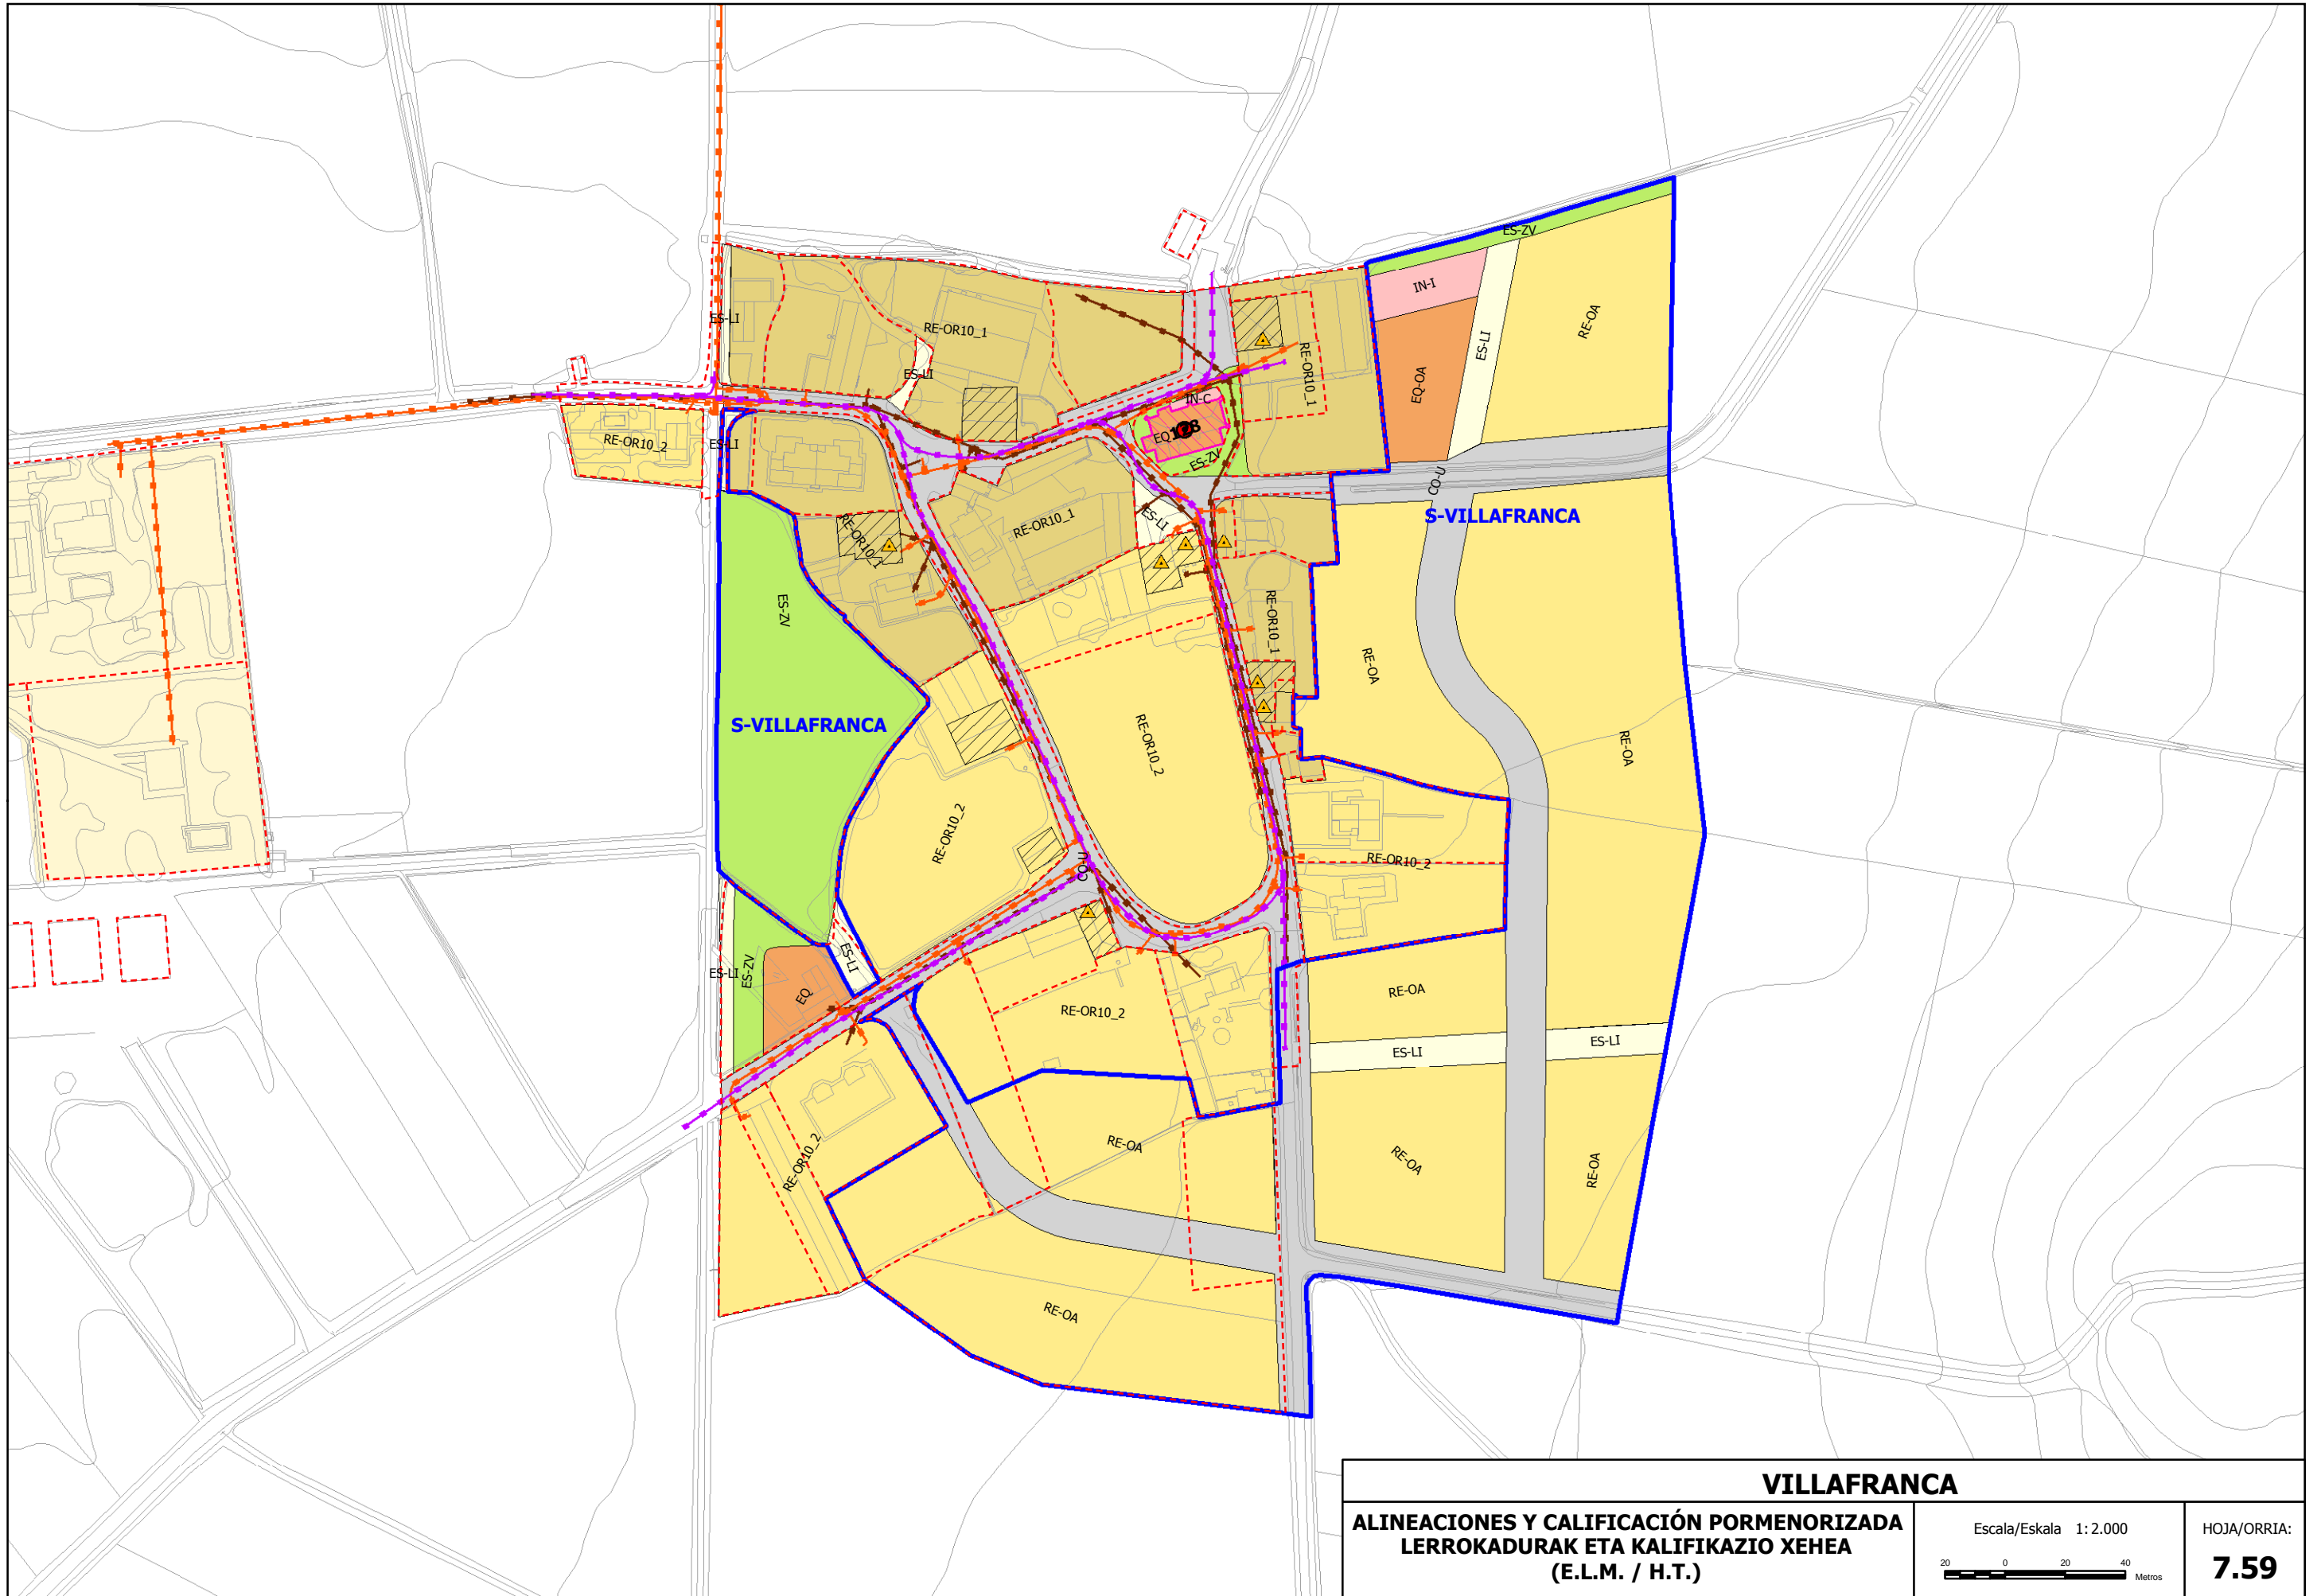 ES-ZV
IN-I
RE-OA
ES-LI
RE-OR10_1
ES-LI
RE-OR10_1
ES-LI
EQ-OA
IN-C
EQ
128
ES-ZV
RE-OR10_2
ES-LI
CO-U
S-VILLAFRANCA
ES-LI
RE-OR10_1
RE-OR10_1
ES-ZV
RE-OR10_1
RE-OA
S-VILLAFRANCA
RE-OR10_2
RE-OA
RE-OR10_2
CO-U
RE-OR10_2
ES-LI
ES-ZV
ES-LI
EQ
RE-OA
RE-OR10_2
ES-LI
ES-LI
RE-OR10_2
RE-OA
RE-OA
RE-OA
RE-OA
VILLAFRANCA
ALINEACIONES Y CALIFICACIÓN PORMENORIZADA
LERROKADURAK ETA KALIFIKAZIO XEHEA
(E.L.M. / H.T.)
Escala/Eskala 1:2.000
20 0 20 40 Metros
HOJA/ORRIA:
7.59